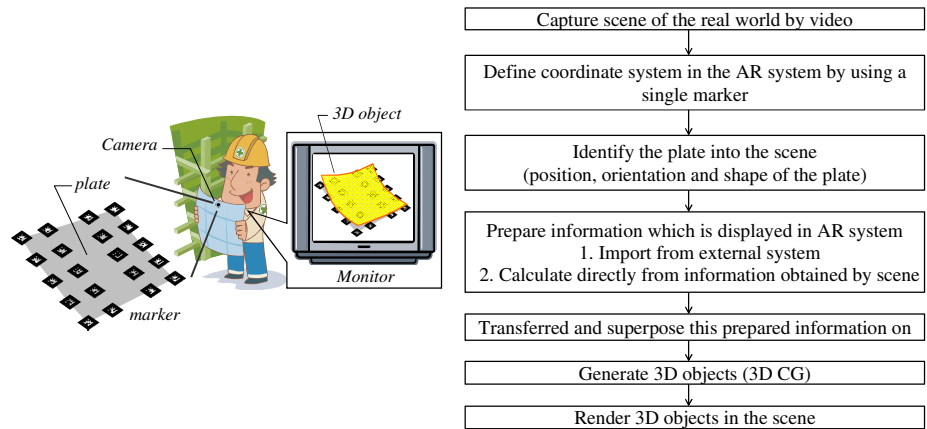 3D object
Camera
plate
Monitor
marker
Capture scene of the real world by video
Define coordinate system in the AR system by using a
single marker
Identify the plate into the scene
(position, orientation and shape of the plate)
Prepare information which is displayed in AR system
1. Import from external system
2. Calculate directly from information obtained by scene
Transferred and superpose this prepared information on
Generate 3D objects (3D CG)
Render 3D objects in the scene